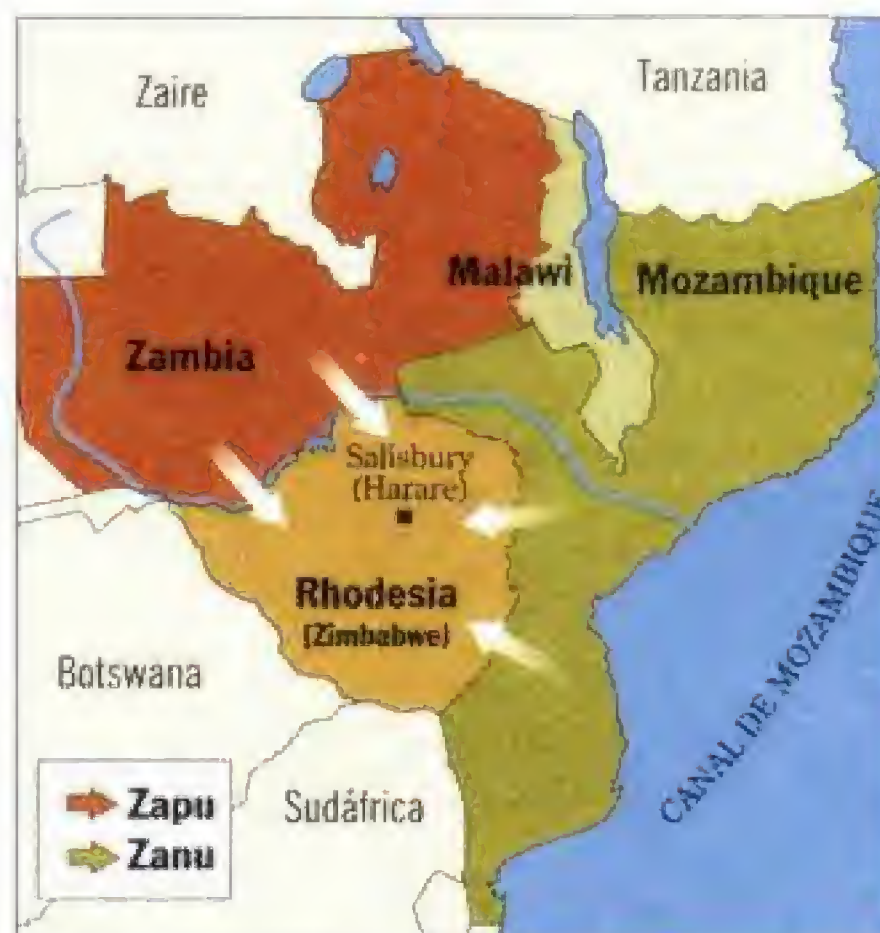 Zaire
Tanzania
Malawi
Mozambique
Zambia
Salisbury
(Harare)
Rhodesia
(Zimbabwe)
Botswana
CANAL DE MOZAMBIQUE
Zapu
Zanu
Sudáfrica